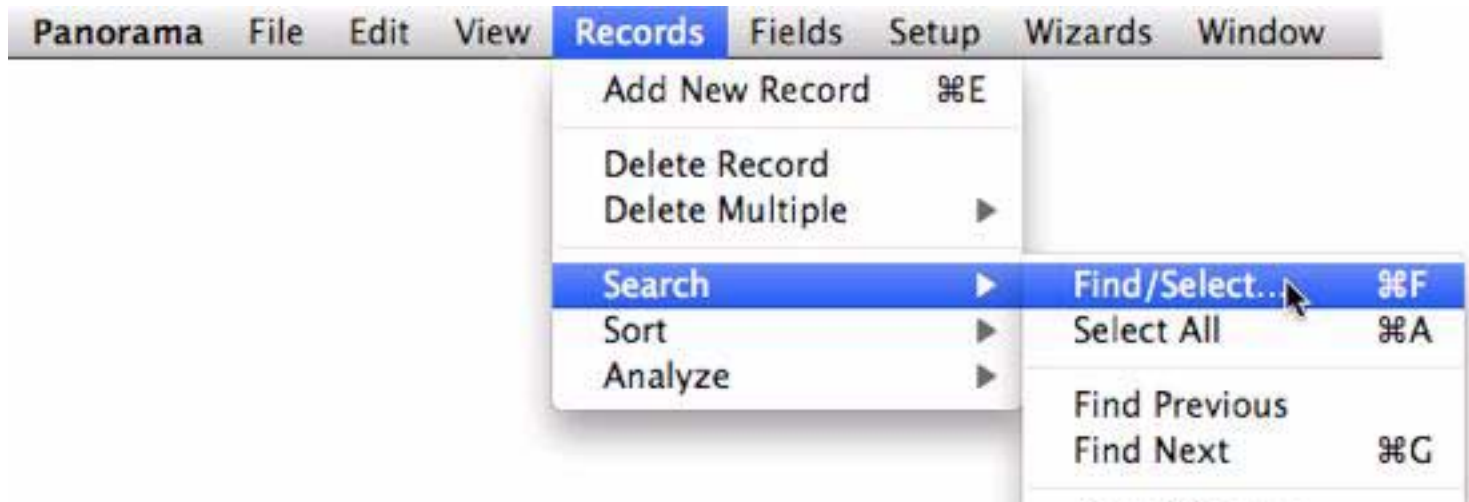 Panorama File Edit View Records Fields Setup Wizards Window
Add New Record ⌘E
Delete Record
Delete Multiple ▶
Search ▶
Sort ▶
Analyze ▶
Find/Select... ⌘F
Select All ⌘A
Find Previous
Find Next ⌘G